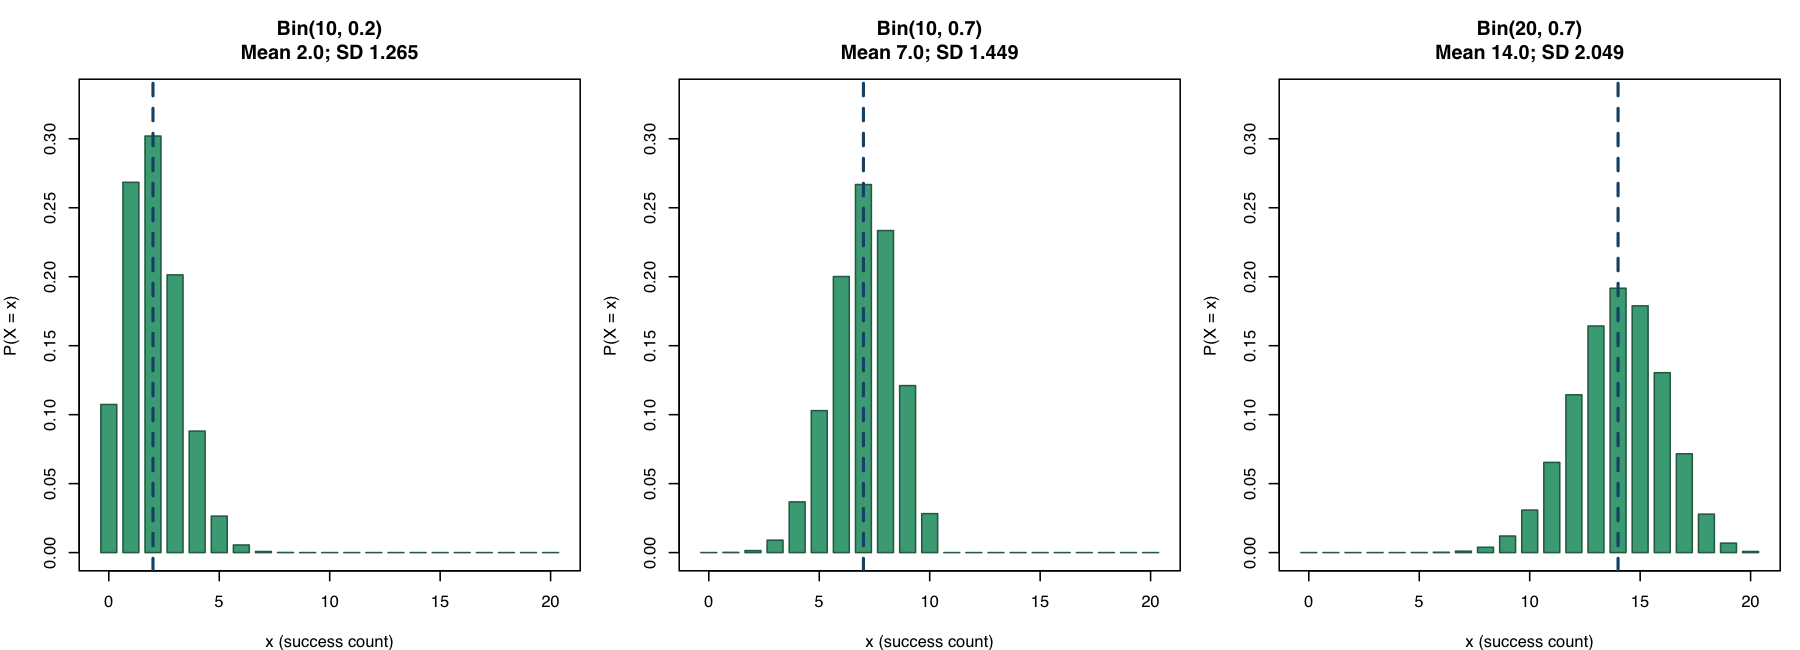 Bin(10, 0.2)
Mean 2.0; SD 1.265
P(X = x)
0.30
0.25
0.20
0.15
0.10
0.05
0.00
0 5 10 15 20
x (success count)
Bin(10, 0.7)
Mean 7.0; SD 1.449
P(X = x)
0.30
0.25
0.20
0.15
0.10
0.05
0.00
0 5 10 15 20
x (success count)
Bin(20, 0.7)
Mean 14.0; SD 2.049
P(X = x)
0.30
0.25
0.20
0.15
0.10
0.05
0.00
0 5 10 15 20
x (success count)